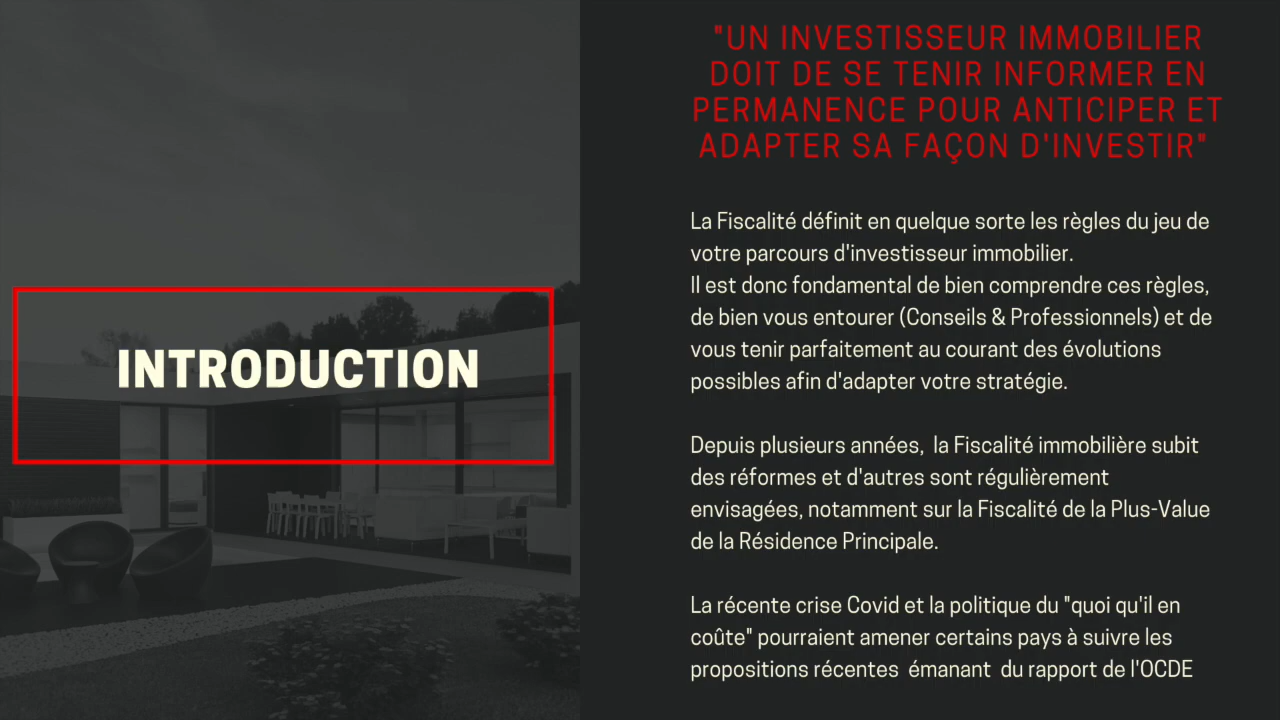 INTRODUCTION
"UN INVESTISSEUR IMMOBILIER
DOIT DE SE TENIR INFORMER EN
PERMANENCE POUR ANTICIPER ET
ADAPTER SA FAÇON D'INVESTIR"
La Fiscalité définit en quelque sorte les règles du jeu de
votre parcours d'investisseur immobilier.
Il est donc fondamental de bien comprendre ces règles,
de bien vous entourer (Conseils & Professionnels) et de
vous tenir parfaitement au courant des évolutions
possibles afin d'adapter votre stratégie.
Depuis plusieurs années, la Fiscalité immobilière subit
des réformes et d'autres sont régulièrement
envisagées, notamment sur la Fiscalité de la Plus-Value
de la Résidence Principale.
La récente crise Covid et la politique du "quoi qu'il en
coûte" pourraient amener certains pays à suivre les
propositions récentes émanant du rapport de l'OCDE